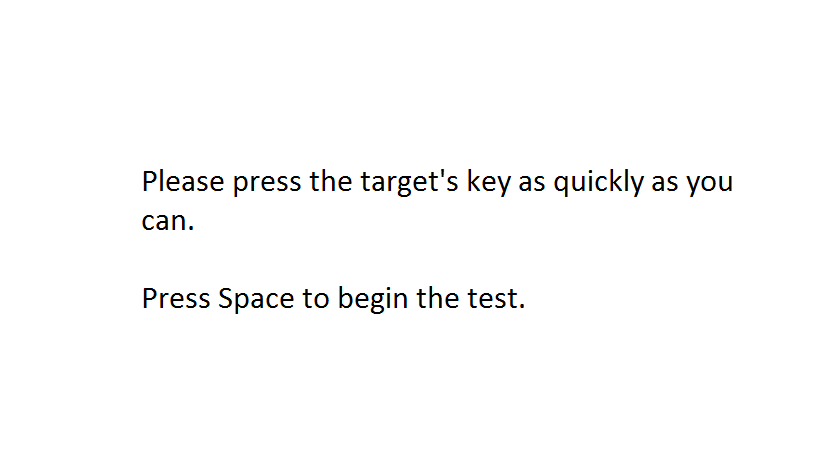 Please press the target's key as quickly as you
can.
Press Space to begin the test.